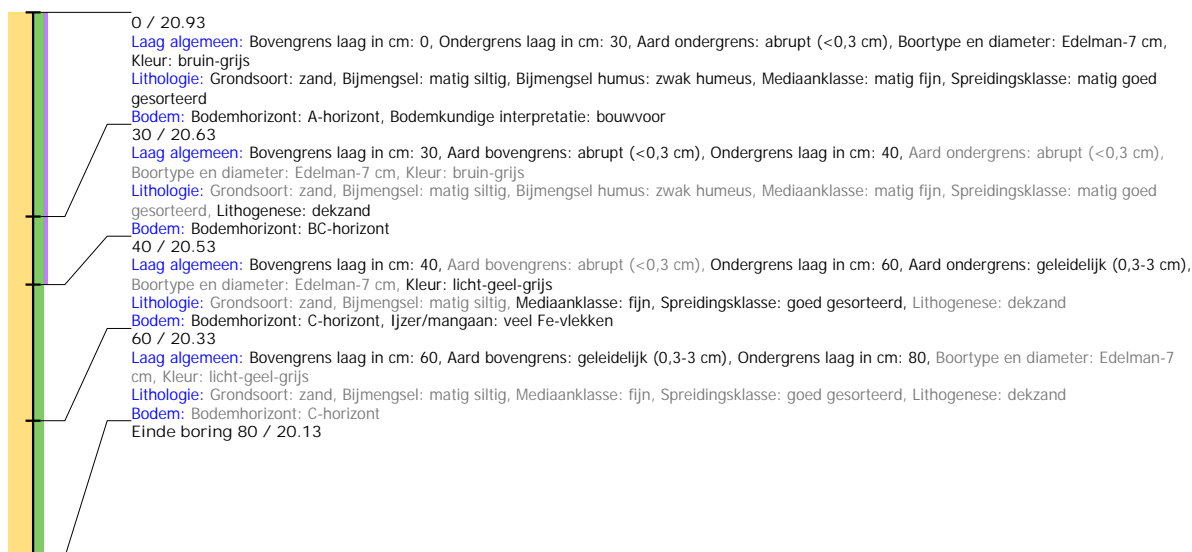 0 / 20.93
Laag algemeen: Bovengrens laag in cm: 0, Ondergrens laag in cm: 30, Aard ondergrens: abrupt (<0,3 cm), Boortype en diameter: Edelman-7 cm,
Kleur: bruin-grijs
Lithologie: Grondsoort: zand, Bijmengsel: matig siltig, Bijmengsel humus: zwak humeus, Mediaanklasse: matig fijn, Spreidingsklasse: matig goed
gesorteerd
Bodem: Bodemhorizont: A-horizont, Bodemkundige interpretatie: bouwvoor
30 / 20.63
Laag algemeen: Bovengrens laag in cm: 30, Aard bovengrens: abrupt (<0,3 cm), Ondergrens laag in cm: 40, Aard ondergrens: abrupt (<0,3 cm),
Boortype en diameter: Edelman-7 cm, Kleur: bruin-grijs
Lithologie: Grondsoort: zand, Bijmengsel: matig siltig, Bijmengsel humus: zwak humeus, Mediaanklasse: matig fijn, Spreidingsklasse: matig goed
gesorteerd, Lithogenese: dekzand
Bodem: Bodemhorizont: BC-horizont
40 / 20.53
Laag algemeen: Bovengrens laag in cm: 40, Aard bovengrens: abrupt (<0,3 cm), Ondergrens laag in cm: 60, Aard ondergrens: geleidelijk (0,3-3 cm),
Boortype en diameter: Edelman-7 cm, Kleur: licht-geel-grijs
Lithologie: Grondsoort: zand, Bijmengsel: matig siltig, Mediaanklasse: fijn, Spreidingsklasse: goed gesorteerd, Lithogenese: dekzand
Bodem: Bodemhorizont: C-horizont, Ijzer/mangaan: veel Fe-vlekken
60 / 20.33
Laag algemeen: Bovengrens laag in cm: 60, Aard bovengrens: geleidelijk (0,3-3 cm), Ondergrens laag in cm: 80, Boortype en diameter: Edelman-7
cm, Kleur: licht-geel-grijs
Lithologie: Grondsoort: zand, Bijmengsel: matig siltig, Mediaanklasse: fijn, Spreidingsklasse: goed gesorteerd, Lithogenese: dekzand
Bodem: Bodemhorizont: C-horizont
Einde boring 80 / 20.13